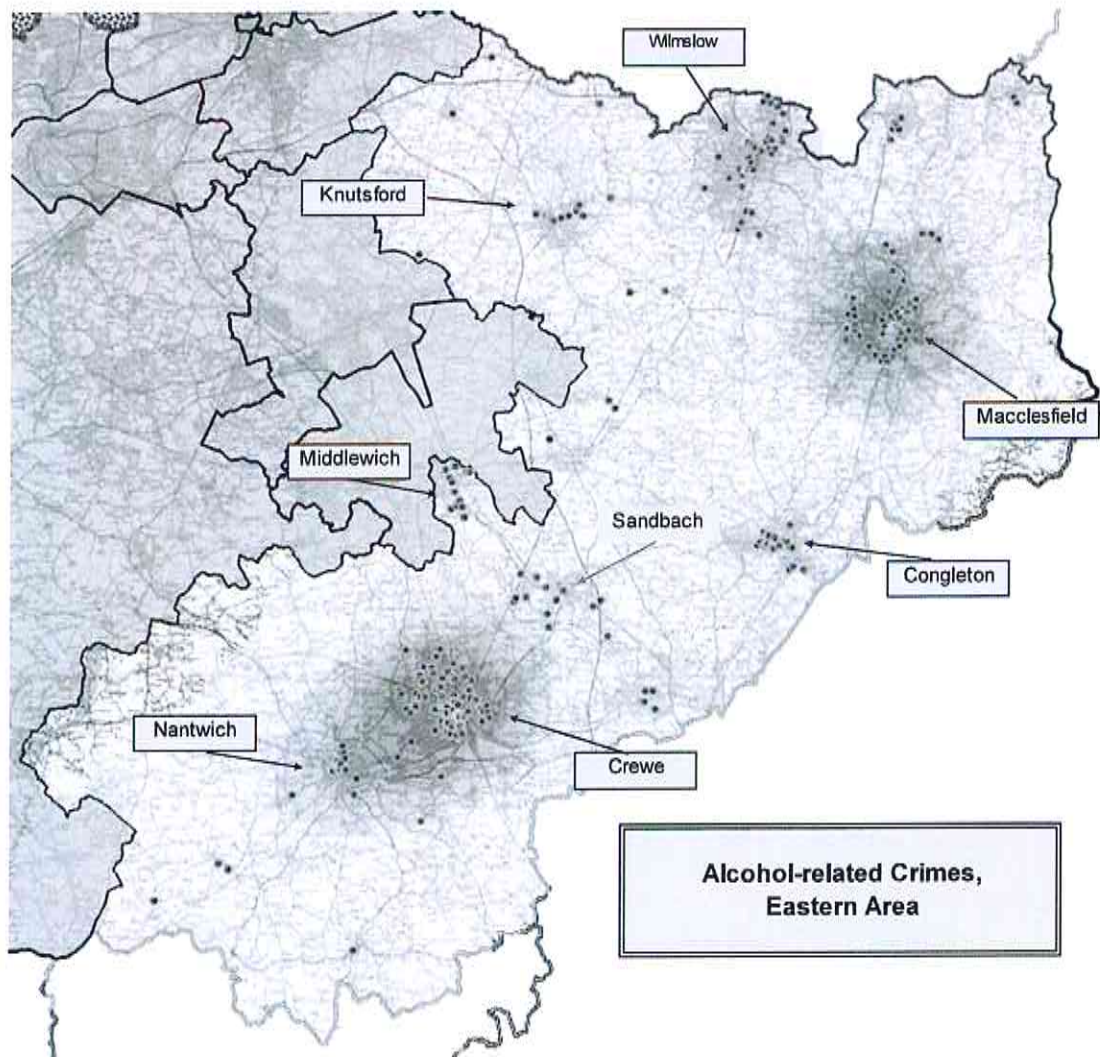 Wilmslow
Knutsford
Macclesfield
Middlewich
Sandbach
Congleton
Nantwich
Crewe
Alcohol-related Crimes,
Eastern Area